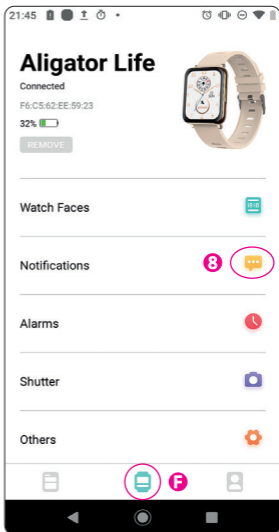 21:45
Aligator Life
Connected
F6:C5:62:EE:59:23
32%
REMOVE
Watch Faces
Notifications
8
Alarms
Shutter
Others
F